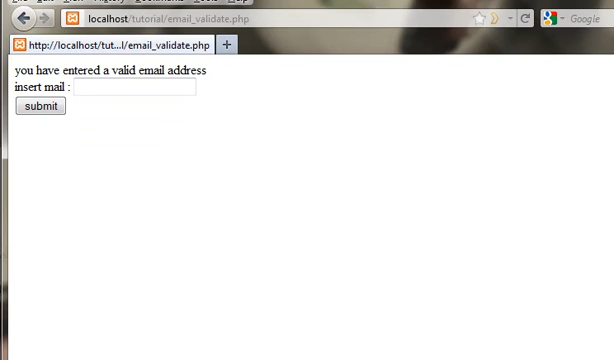 localhost/tutorial/email_validate.php
Google
http://localhost/tut...l/email_validate.php
you have entered a valid email address
insert mail :
submit